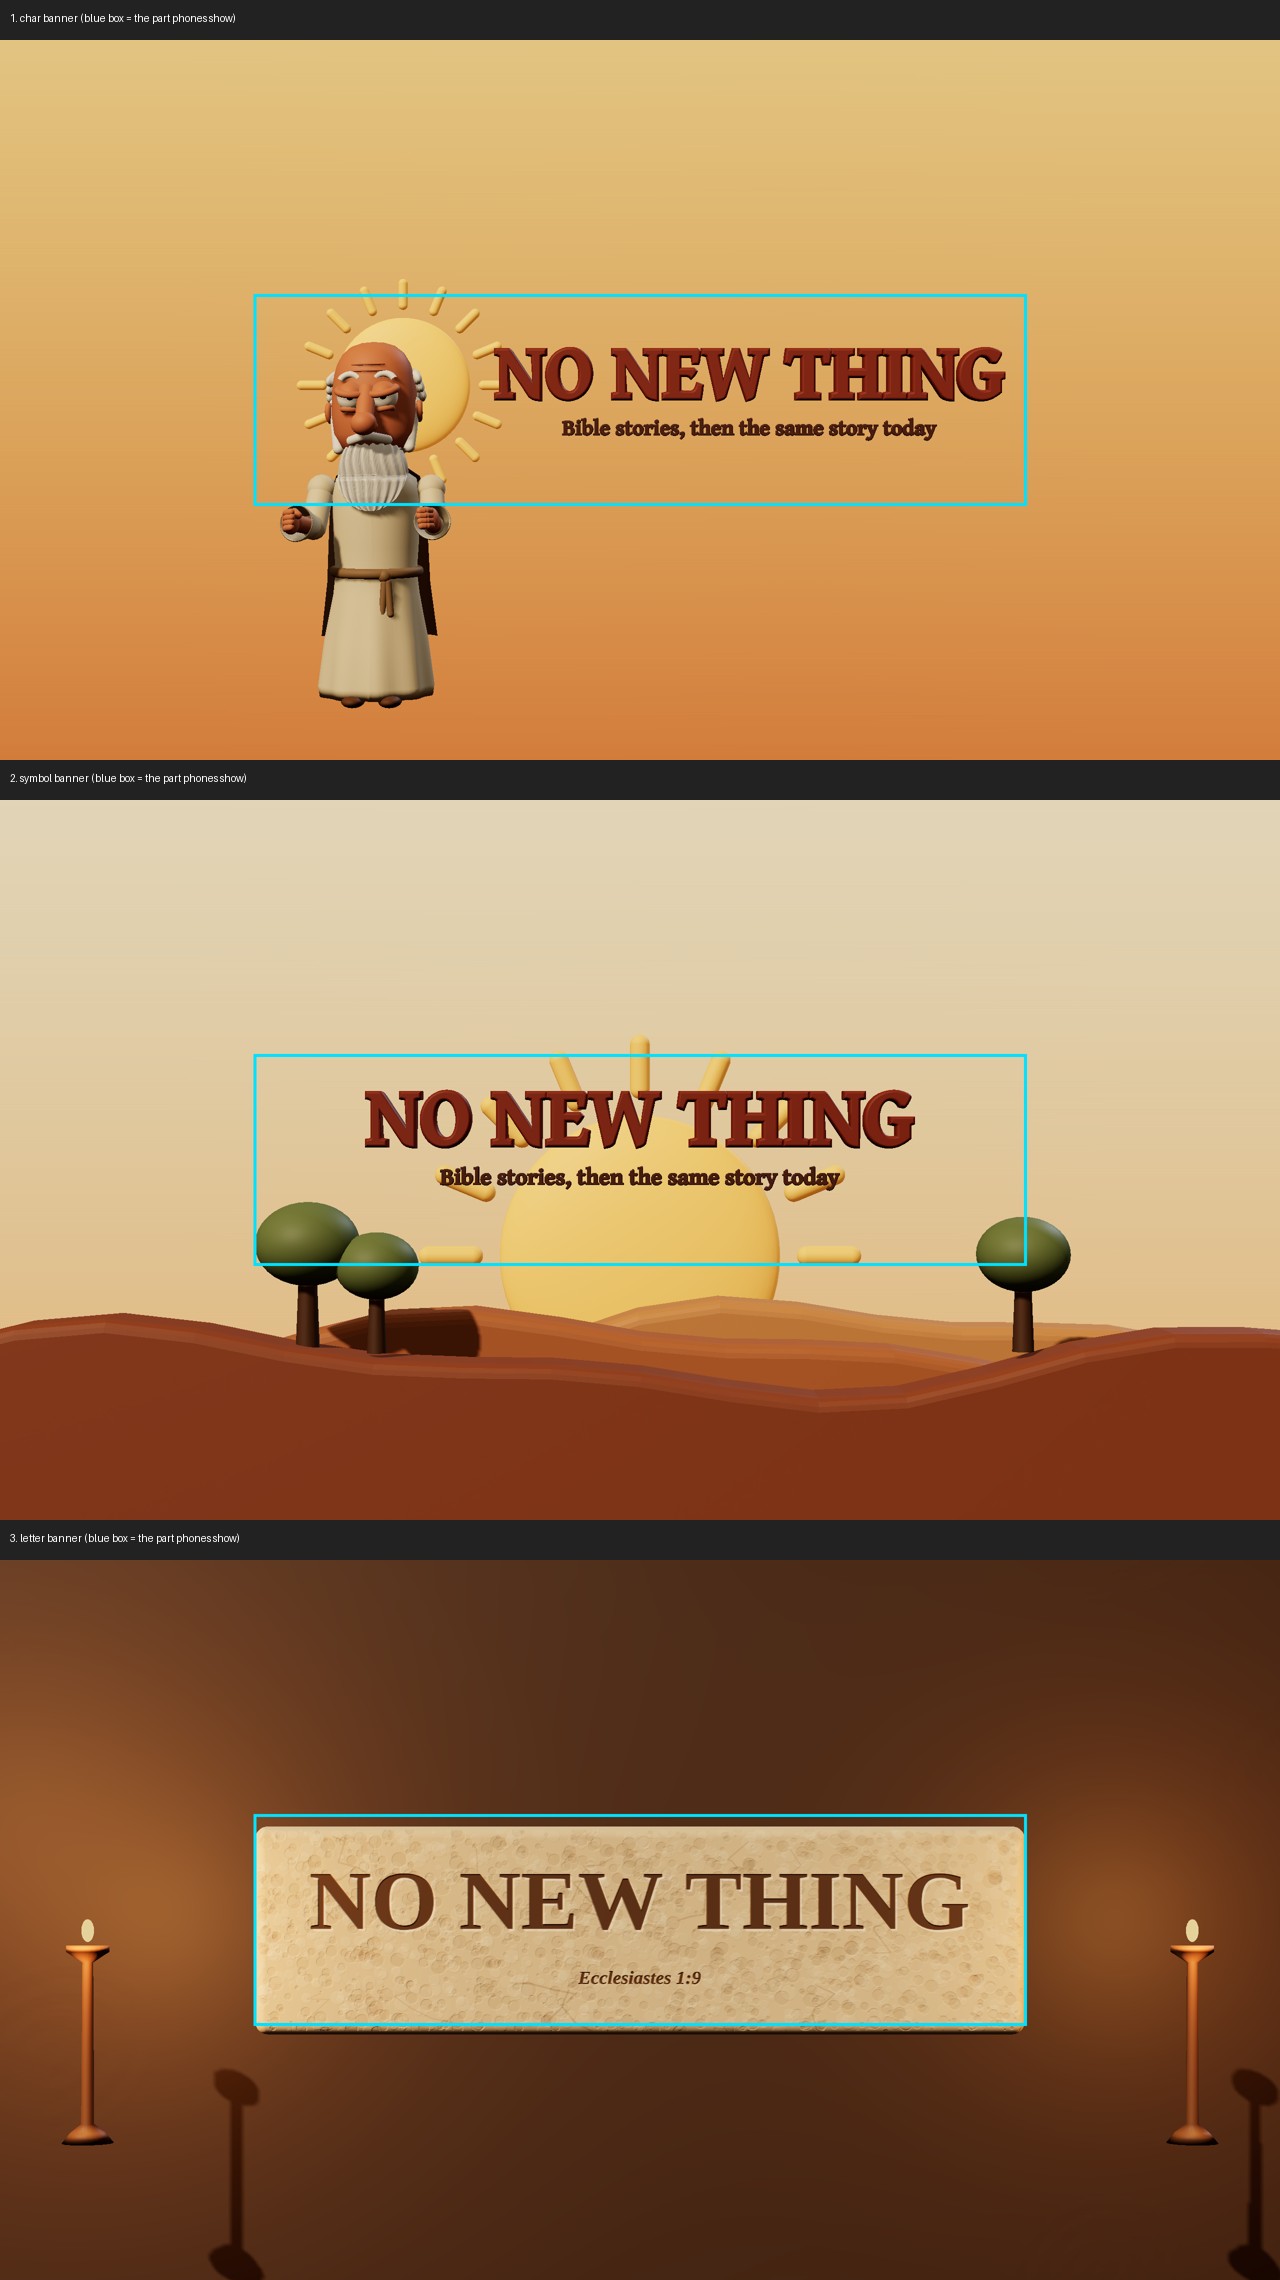 1. char banner (blue box = the part phones show)
NO NEW THING
Bible stories, then the same story today
2. symbol banner (blue box = the part phones show)
NO NEW THING
Bible stories, then the same story today
3. letter banner (blue box = the part phones show)
NO NEW THING
Ecclesiastes 1:9